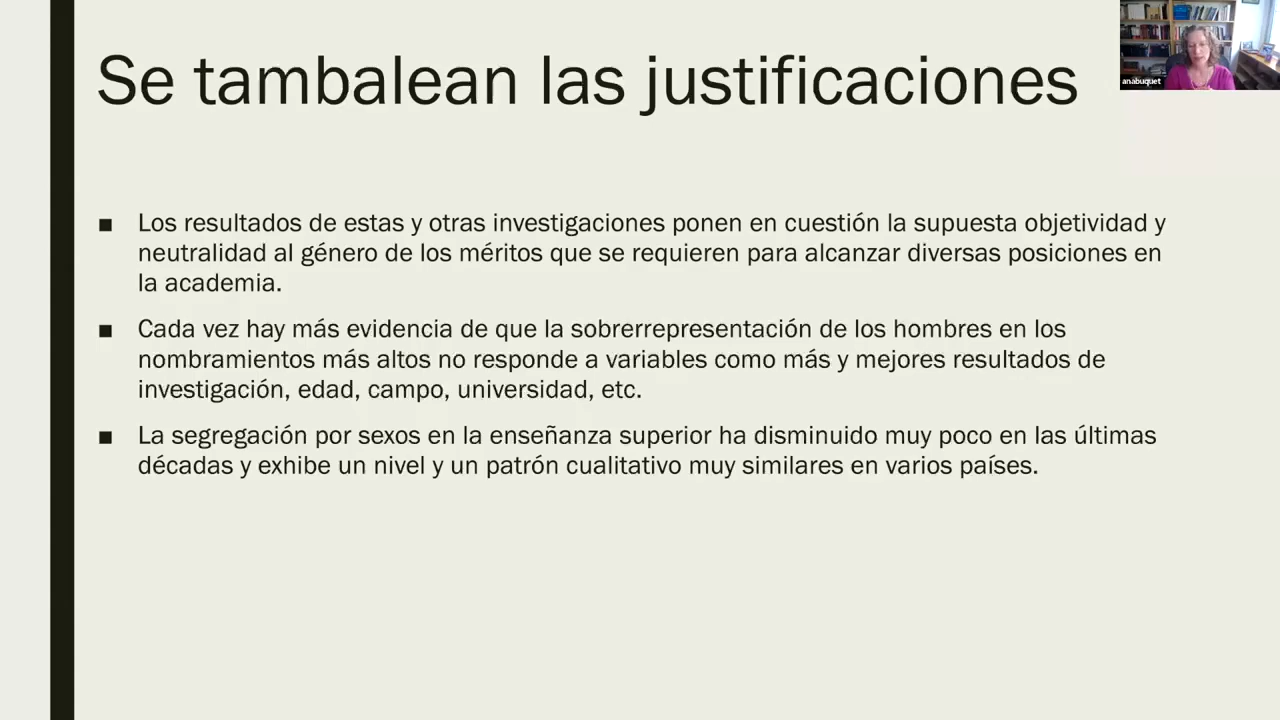 Se tambalean las justificaciones
anabuquet
■ Los resultados de estas y otras investigaciones ponen en cuestión la supuesta objetividad y
neutralidad al género de los méritos que se requieren para alcanzar diversas posiciones en
la academia.
■ Cada vez hay más evidencia de que la sobrerrepresentación de los hombres en los
nombramientos más altos no responde a variables como más y mejores resultados de
investigación, edad, campo, universidad, etc.
■ La segregación por sexos en la enseñanza superior ha disminuido muy poco en las últimas
décadas y exhibe un nivel y un patrón cualitativo muy similares en varios países.